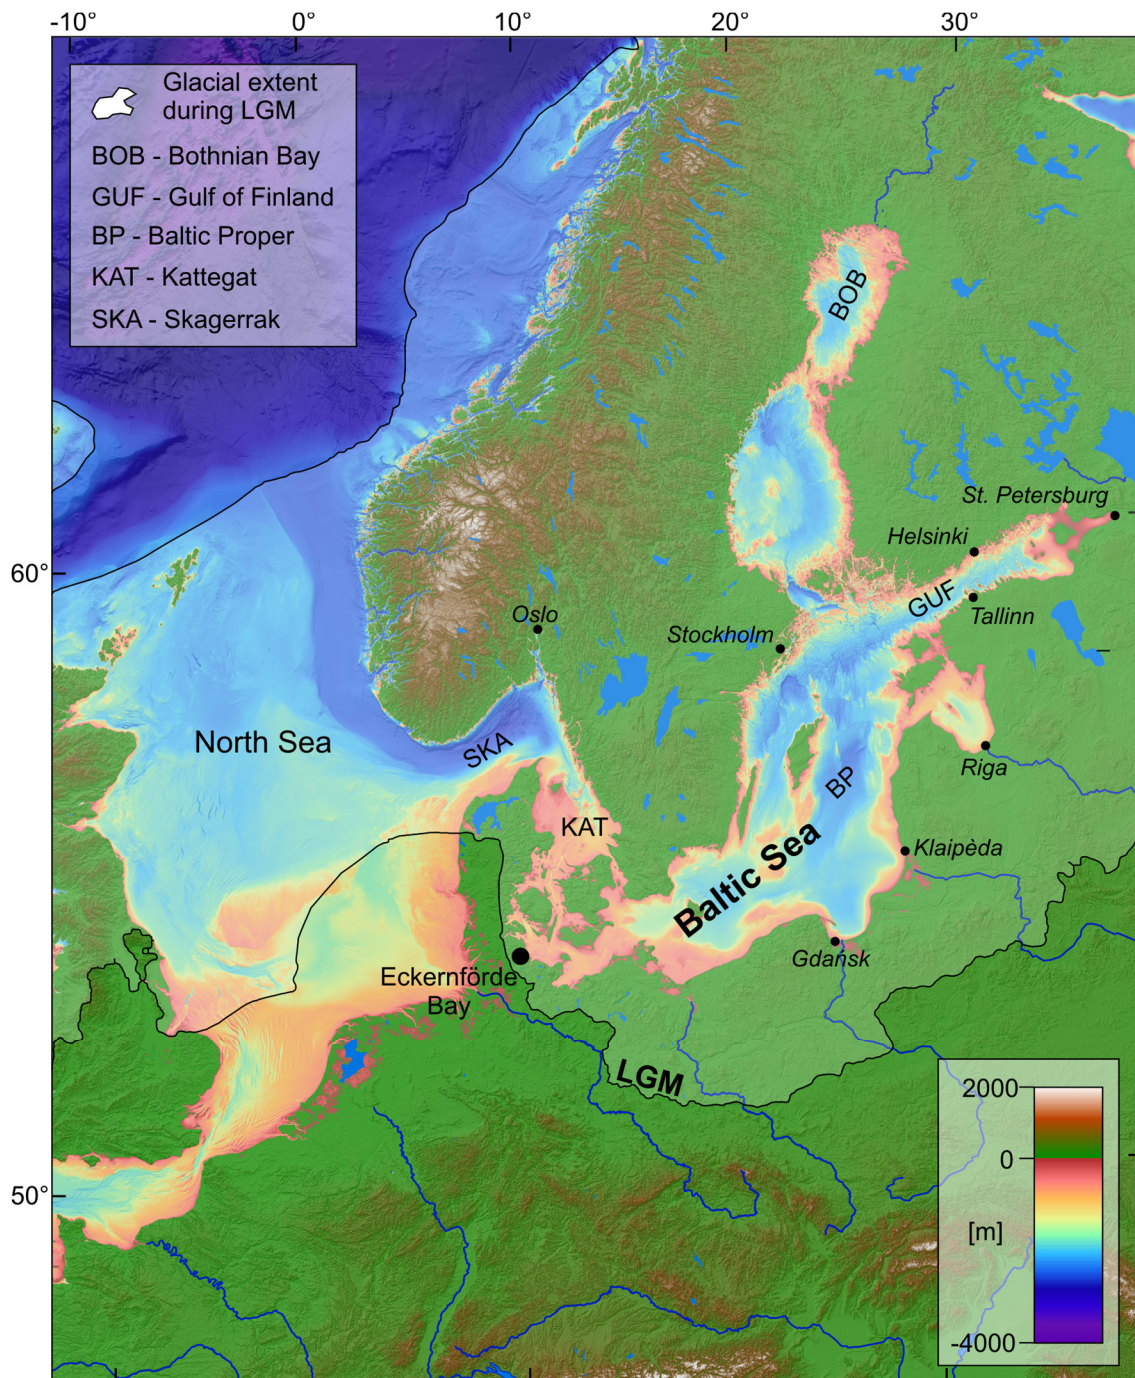 -10° 0° 10° 20° 30°
Glacial extent
during LGM
BOB - Bothnian Bay
GUF - Gulf of Finland
BP - Baltic Proper
KAT - Kattegat
SKA - Skagerrak
BOB
St. Petersburg
Helsinki
60°
GUF
Oslo
Tallinn
Stockholm
North Sea
SKA
Riga
BP
KAT
Klaipèda
Baltic Sea
Gdańsk
Eckernförde
Bay
LGM
2000
0
[m]
-4000
50°